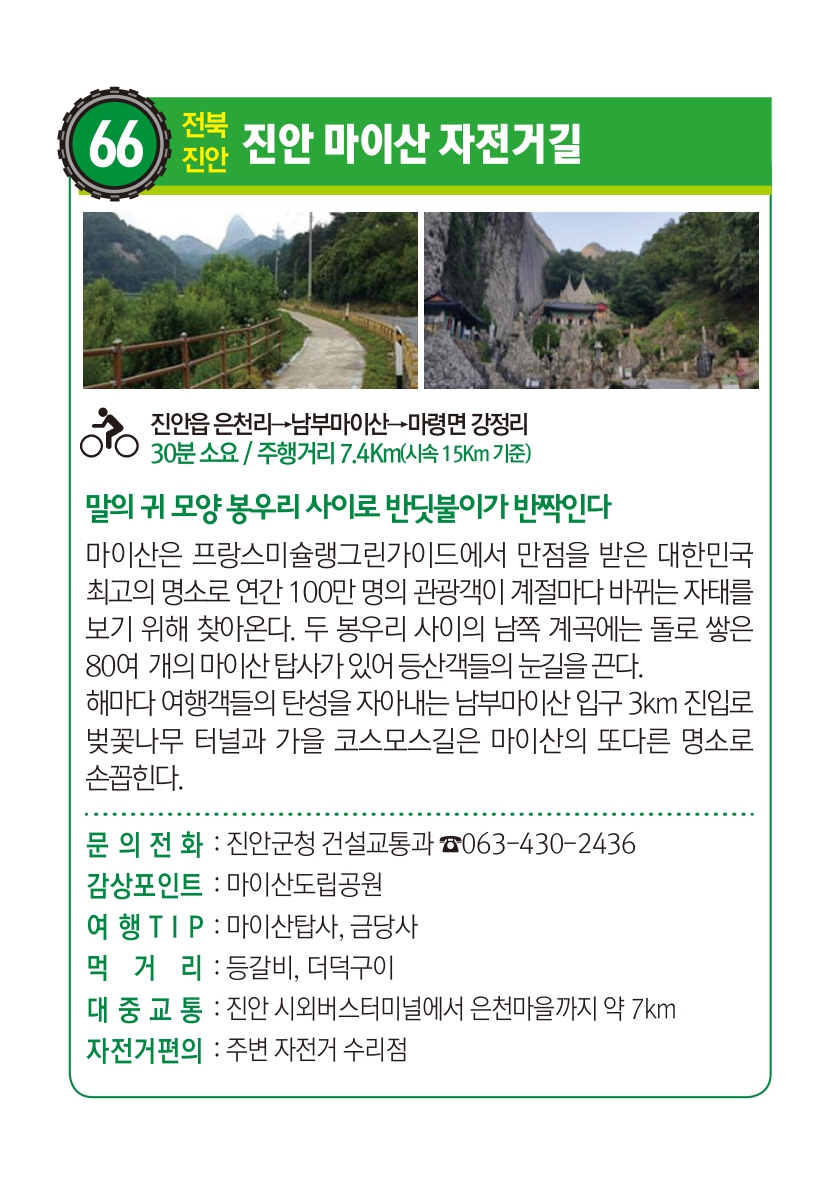 66
전북
진안
진안 마이산 자전거길
진안읍 은천리→남부마이산→마령면 강정리
30분 소요 / 주행거리 7.4Km(시속 15Km 기준)
말의 귀 모양 봉우리 사이로 반딧불이가 반짝인다
마이산은 프랑스미슐랭그린가이드에서 만점을 받은 대한민국
최고의 명소로 연간 100만 명의 관광객이 계절마다 바뀌는 자태를
보기 위해 찾아온다. 두 봉우리 사이의 남쪽 계곡에는 돌로 쌓은
80여 개의 마이산 탑사가 있어 등산객들의 눈길을 끈다.
해마다 여행객들의 탄성을 자아내는 남부마이산 입구 3km 진입로
벚꽃나무 터널과 가을 코스모스길은 마이산의 또다른 명소로
손꼽힌다.
문 의 전 화 : 진안군청 건설교통과 ☎063-430-2436
감상포인트 : 마이산도립공원
여 행 T I P : 마이산탑사, 금당사
먹 거 리 : 등갈비, 더덕구이
대 중 교 통 : 진안 시외버스터미널에서 은천마을까지 약 7km
자전거편의 : 주변 자전거 수리점